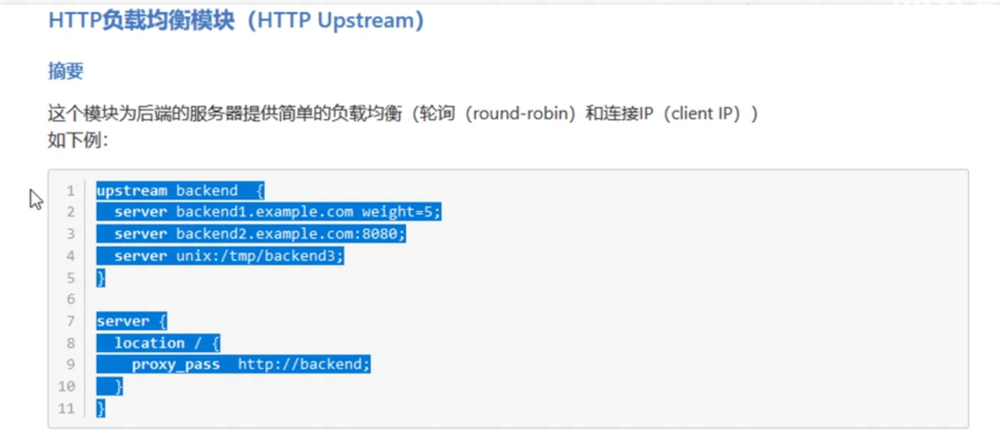 HTTP负载均衡模块（HTTP Upstream）
摘要
这个模块为后端的服务器提供简单的负载均衡（轮询（round-robin）和连接IP（client IP））
如下例：
1 upstream backend  {
2   server backend1.example.com weight=5;
3   server backend2.example.com:8080;
4   server unix:/tmp/backend3;
5 }
6
7 server {
8   location / {
9     proxy_pass  http://backend;
10   }
11 }